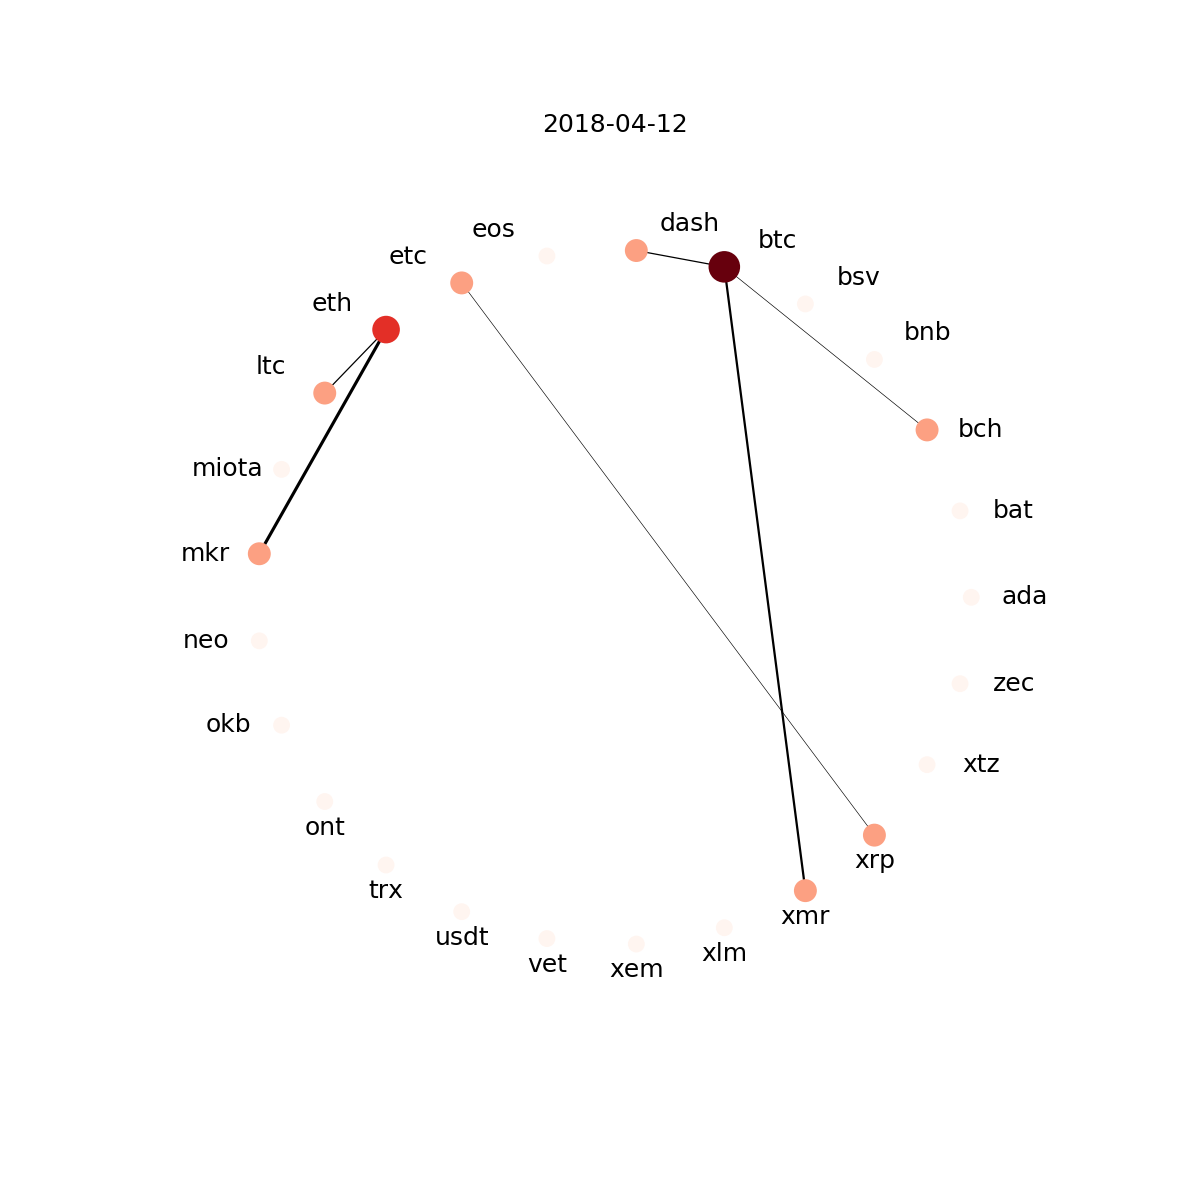 2018-04-12
dash
eos
btc
etc
bsv
eth
bnb
ltc
bch
miota
bat
mkr
ada
neo
zec
okb
xtz
ont
xrp
trx
xmr
usdt
xlm
vet
xem